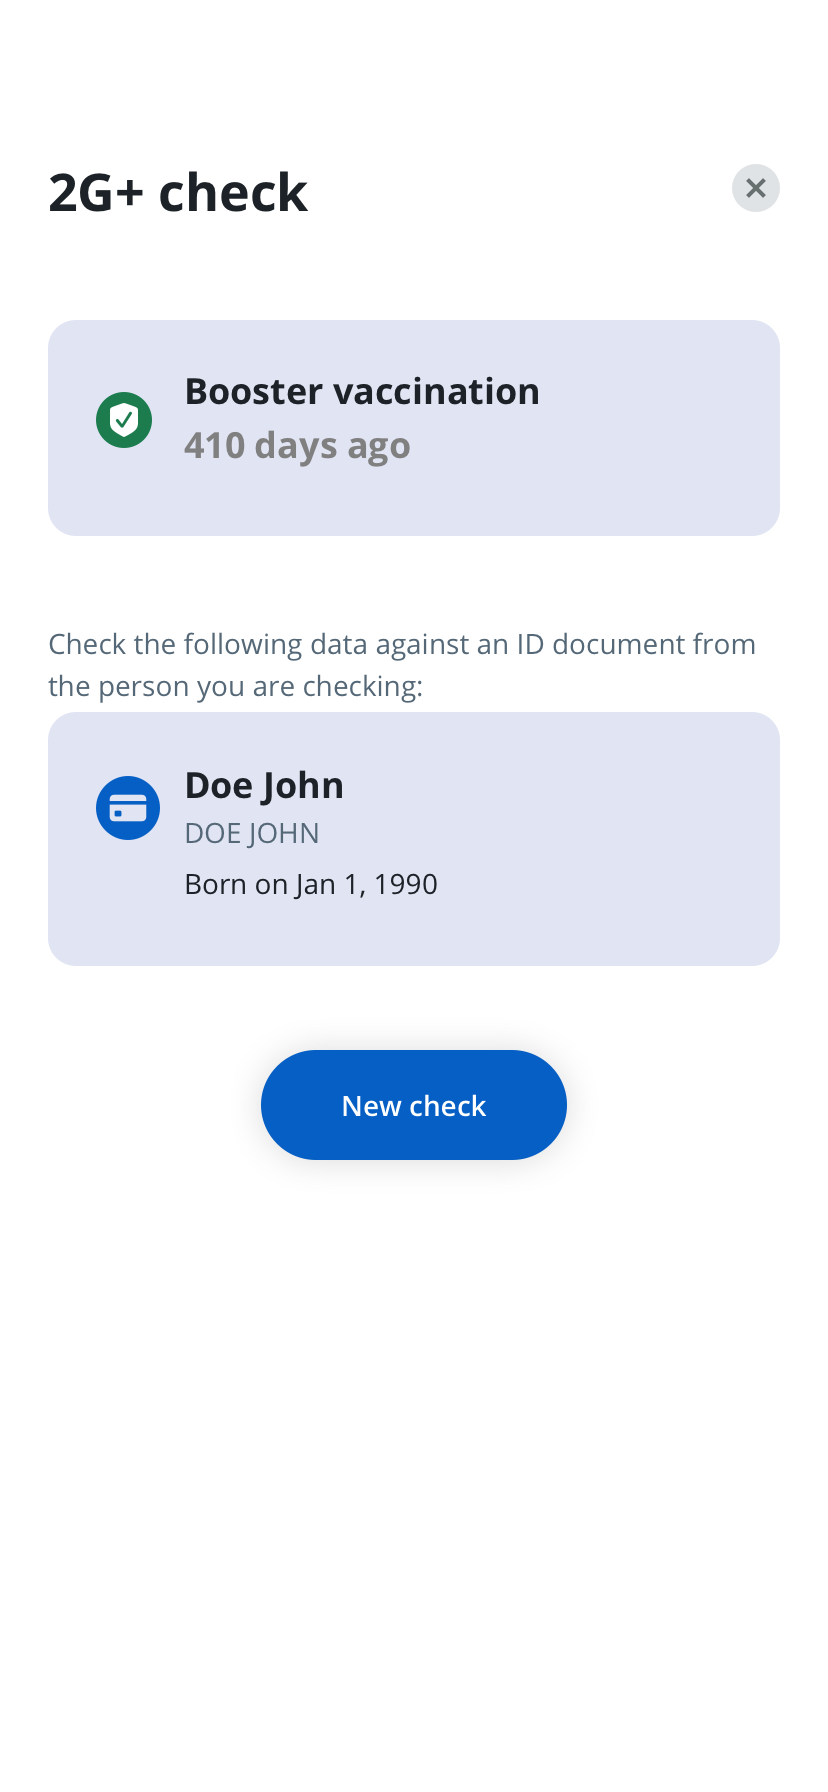 2G+ check
Booster vaccination
410 days ago
Check the following data against an ID document from
the person you are checking:
Doe John
DOE JOHN
Born on Jan 1, 1990
New check